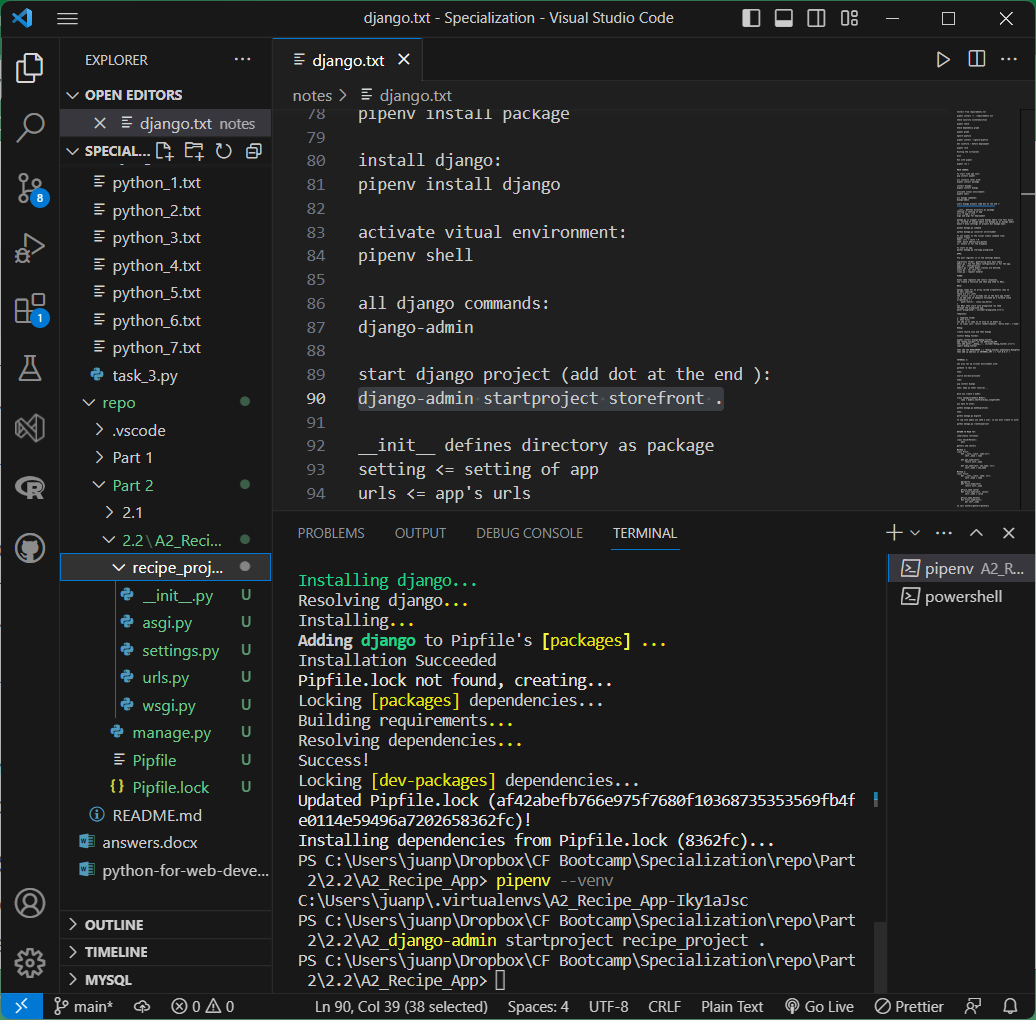 django.txt - Specialization - Visual Studio Code
EXPLORER
OPEN EDITORS
django.txt notes
SPECIAL...
python_1.txt
python_2.txt
python_3.txt
python_4.txt
python_5.txt
python_6.txt
python_7.txt
task_3.py
repo
.vscode
Part 1
Part 2
2.1
2.2\A2_Reci...
recipe_proj...
__init__.py U
asgi.py U
settings.py U
urls.py U
wsgi.py U
manage.py U
Pipfile U
Pipfile.lock U
README.md
answers.docx
python-for-web-deve...
OUTLINE
TIMELINE
MYSQL
8
1
django.txt
notes > django.txt
78 pipenv install package
79
80 install django:
81 pipenv install django
82
83 activate vitual environment:
84 pipenv shell
85
86 all django commands:
87 django-admin
88
89 start django project (add dot at the end ):
90 django-admin startproject storefront .
91
92 __init__ defines directory as package
93 setting <= setting of app
94 urls <= app's urls
PROBLEMS OUTPUT DEBUG CONSOLE TERMINAL
pipenv A2_R...
powershell
Installing django...
Resolving django...
Installing...
Adding django to Pipfile's [packages] ...
Installation Succeeded
Pipfile.lock not found, creating...
Locking [packages] dependencies...
Building requirements...
Resolving dependencies...
Success!
Locking [dev-packages] dependencies...
Updated Pipfile.lock (af42abefb766e975f7680f10368735353569fb4f
e0114e59496a7202658362fc)!
Installing dependencies from Pipfile.lock (8362fc)...
PS C:\Users\juanp\Dropbox\CF Bootcamp\Specialization\repo\Part
2\2.2\A2_Recipe_App> pipenv --venv
C:\Users\juanp\.virtualenvs\A2_Recipe_App-Iky1aJsc
PS C:\Users\juanp\Dropbox\CF Bootcamp\Specialization\repo\Part
2\2.2\A2_django-admin startproject recipe_project .
PS C:\Users\juanp\Dropbox\CF Bootcamp\Specialization\repo\Part
2\2.2\A2_Recipe_App>
main* 0 0 Ln 90, Col 39 (38 selected) Spaces: 4 UTF-8 CRLF Plain Text Go Live Prettier